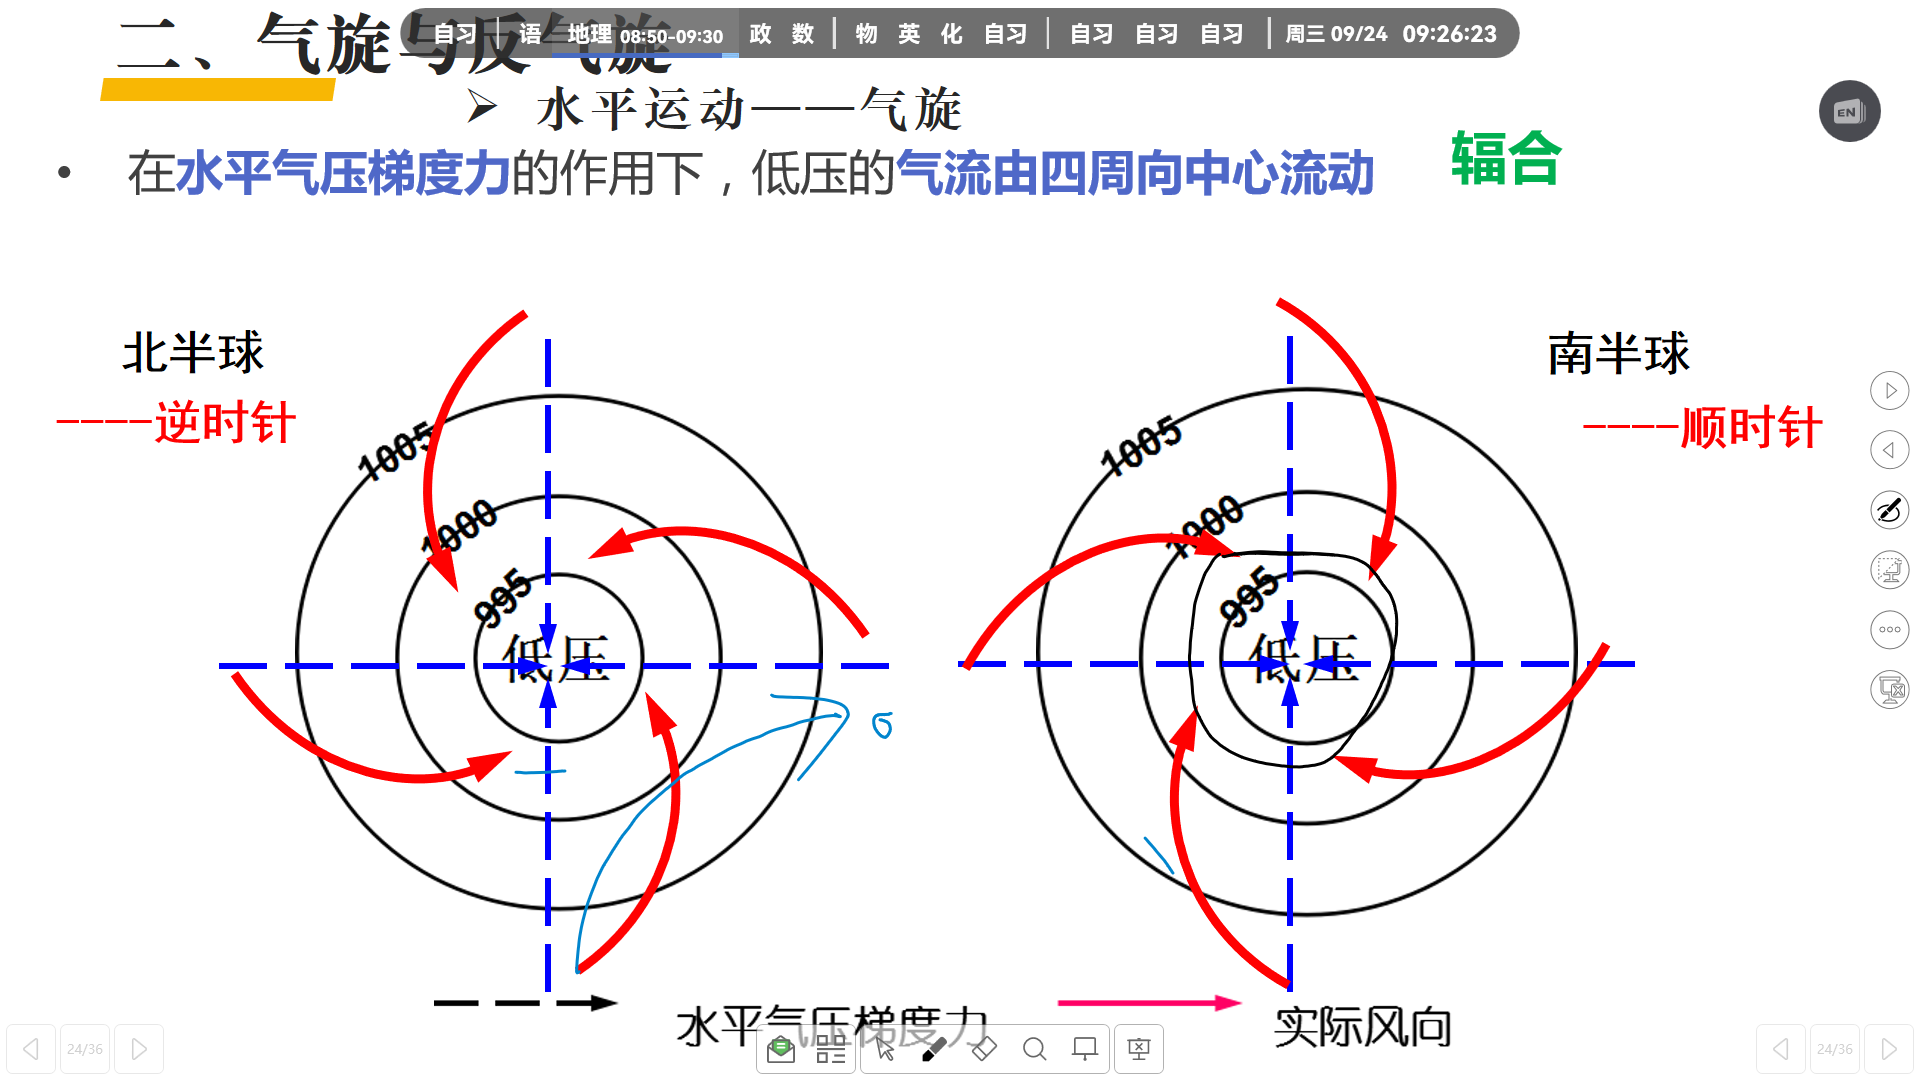 二、气旋与反气旋
自习 语 地理 08:50-09:30 政 数 物 英 化 自习 自习 自习 自习 周三 09/24 09:26:23
➢ 水平运动——气旋
EN
• 在水平气压梯度力的作用下，低压的气流由四周向中心流动
辐合
北半球
----逆时针
南半球
----顺时针
1005
1000
995
低压
1005
1000
995
低压
水平气压梯度力
实际风向
24/36
24/36